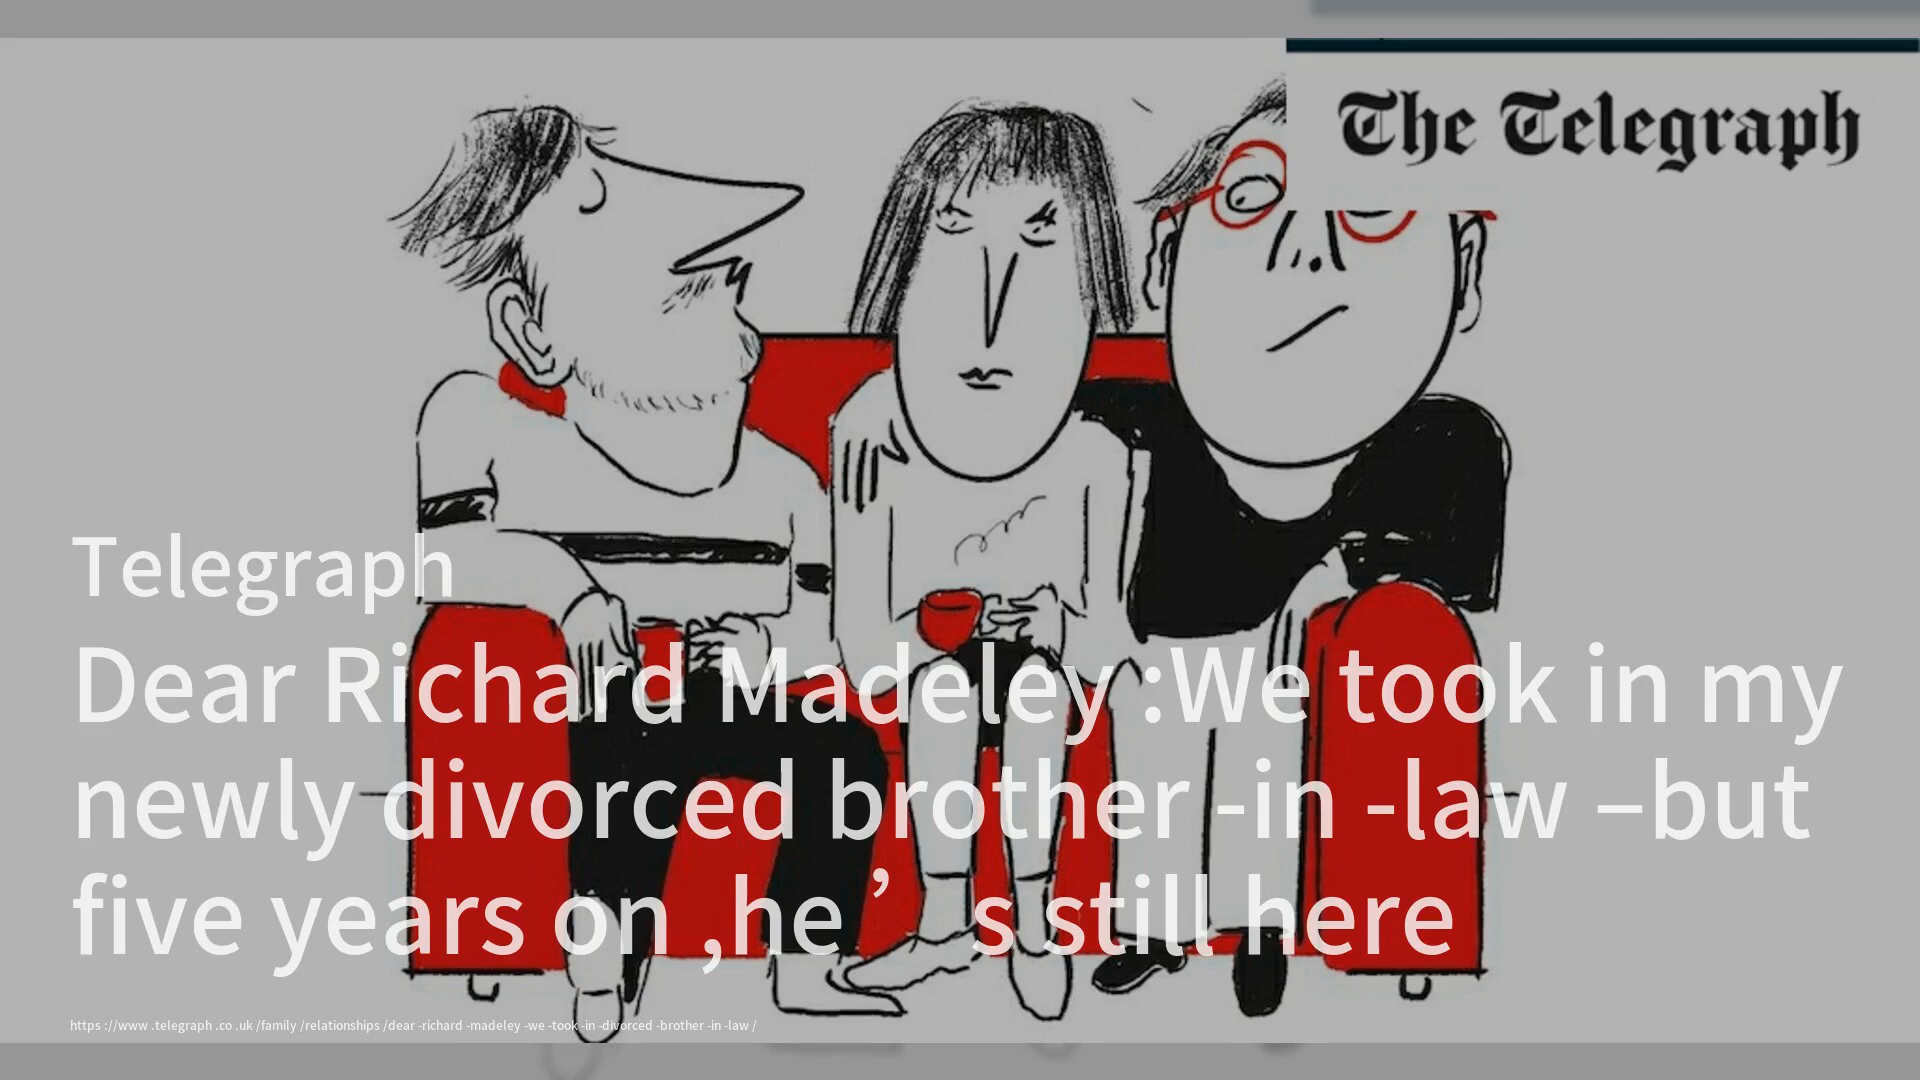 The Telegraph
Telegraph
Dear Richard Madeley :We took in my
newly divorced brother -in -law –but
five years on ,he ’ s still here
https ://www .telegraph .co .uk /family /relationships /dear -richard -madeley -we -took -in -divorced -brother -in -law /